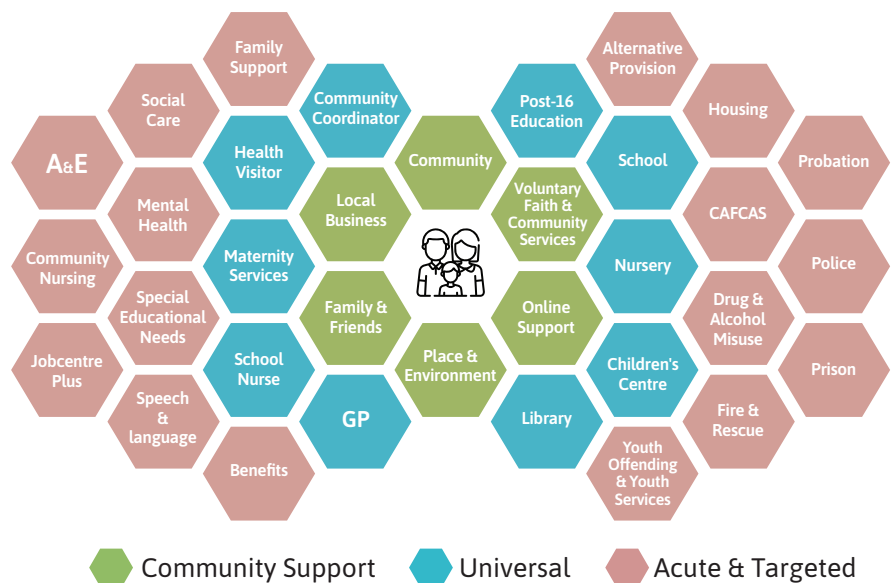 Family
Support
Alternative
Provision
Social
Care
Community
Coordinator
Post-16
Education
Housing
A&E
Health
Visitor
Community
School
Probation
Mental
Health
Local
Business
Voluntary
Faith &
Community
Services
CAFCAS
Community
Nursing
Maternity
Services
Nursery
Police
Special
Educational
Needs
Family &
Friends
Online
Support
Drug &
Alcohol
Misuse
Jobcentre
Plus
School
Nurse
Place &
Environment
Children's
Centre
Prison
Speech
&
language
GP
Library
Fire &
Rescue
Benefits
Youth
Offending
& Youth
Services
Community Support
Universal
Acute & Targeted